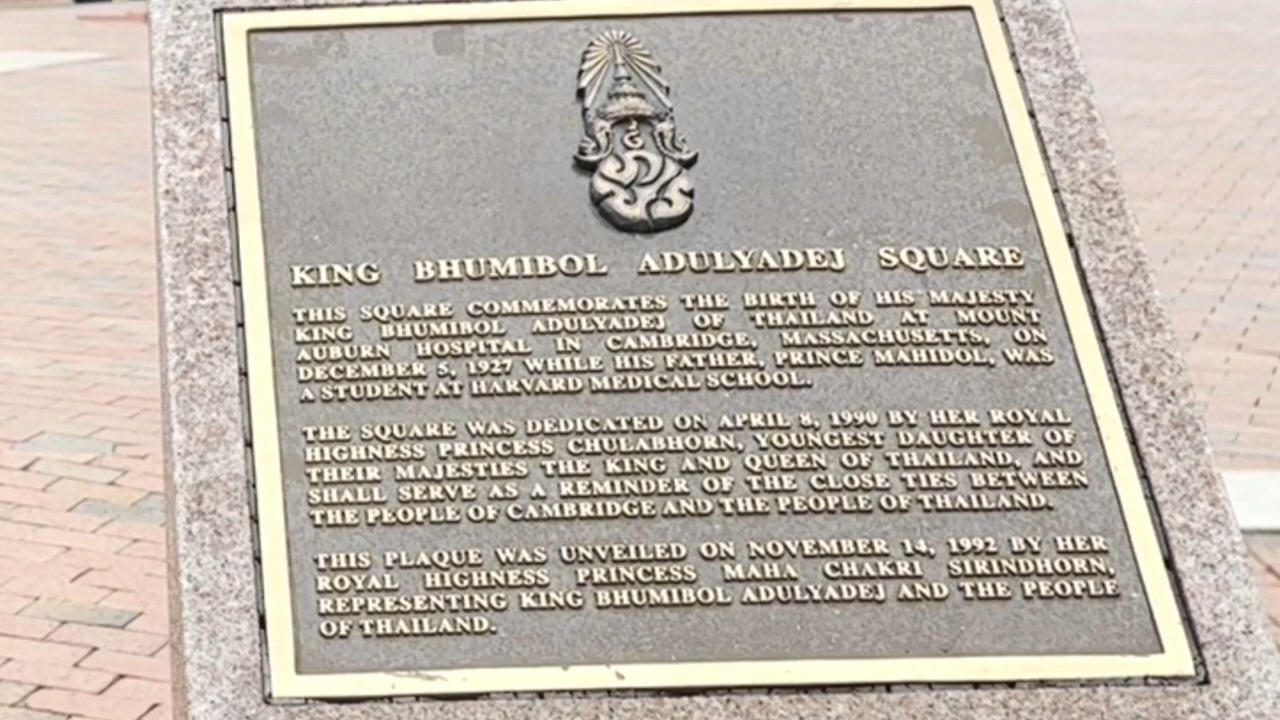 KING BHUMIBOL ADULYADEJ SQUARE
THIS SQUARE COMMEMORATES THE BIRTH OF HIS MAJESTY
KING BHUMIBOL ADULYADEJ OF THAILAND AT MOUNT
AUBURN HOSPITAL IN CAMBRIDGE, MASSACHUSETTS, ON
DECEMBER 5, 1927 WHILE HIS FATHER, PRINCE MAHIDOL, WAS
A STUDENT AT HARVARD MEDICAL SCHOOL.
THE SQUARE WAS DEDICATED ON APRIL 8, 1990 BY HER ROYAL
HIGHNESS PRINCESS CHULABHORN, YOUNGEST DAUGHTER OF
THEIR MAJESTIES THE KING AND QUEEN OF THAILAND, AND
SHALL SERVE AS A REMINDER OF THE CLOSE TIES BETWEEN
THE PEOPLE OF CAMBRIDGE AND THE PEOPLE OF THAILAND.
THIS PLAQUE WAS UNVEILED ON NOVEMBER 14, 1992 BY HER
ROYAL HIGHNESS PRINCESS MAHA CHAKRI SIRINDHORN,
REPRESENTING KING BHUMIBOL ADULYADEJ AND THE PEOPLE
OF THAILAND.